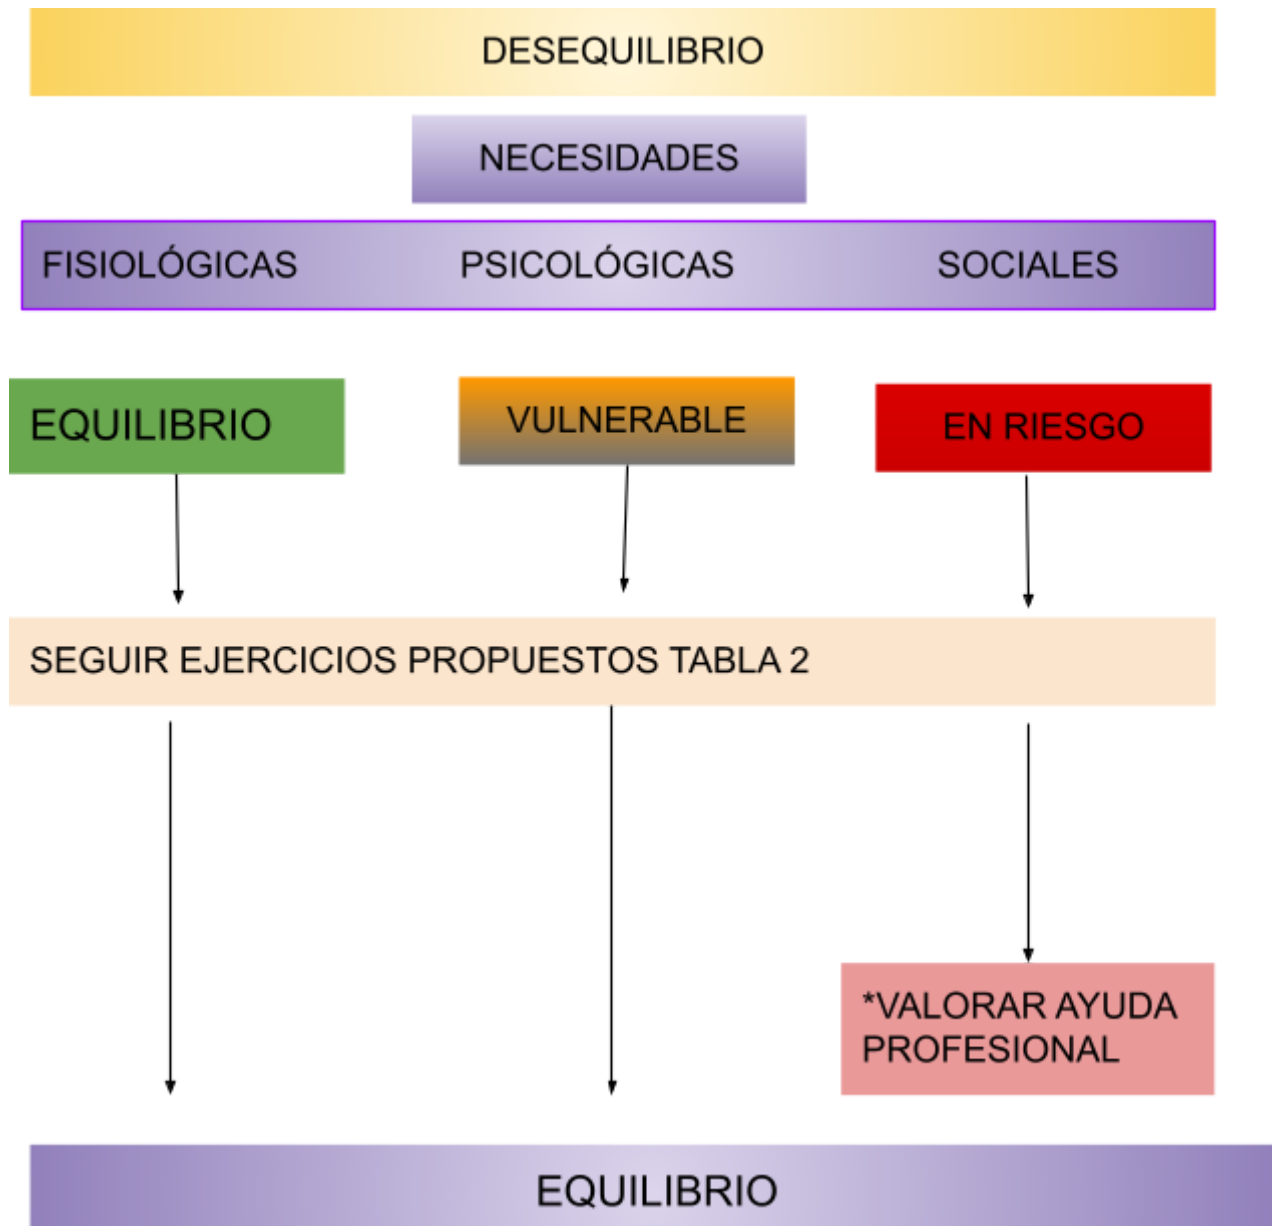 DESEQUILIBRIO
NECESIDADES
FISIOLÓGICAS PSICOLÓGICAS SOCIALES
EQUILIBRIO VULNERABLE EN RIESGO
SEGUIR EJERCICIOS PROPUESTOS TABLA 2
*VALORAR AYUDA
PROFESIONAL
EQUILIBRIO